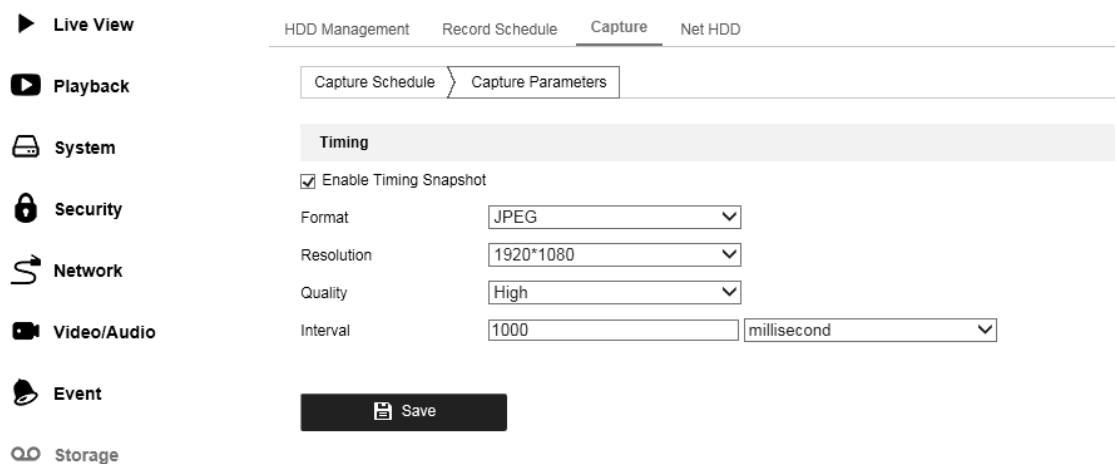 Live View
Playback
System
Security
Network
Video/Audio
Event
Storage
HDD Management Record Schedule Capture Net HDD
Capture Schedule Capture Parameters
Timing
Enable Timing Snapshot
Format JPEG
Resolution 1920*1080
Quality High
Interval 1000 millisecond
Save